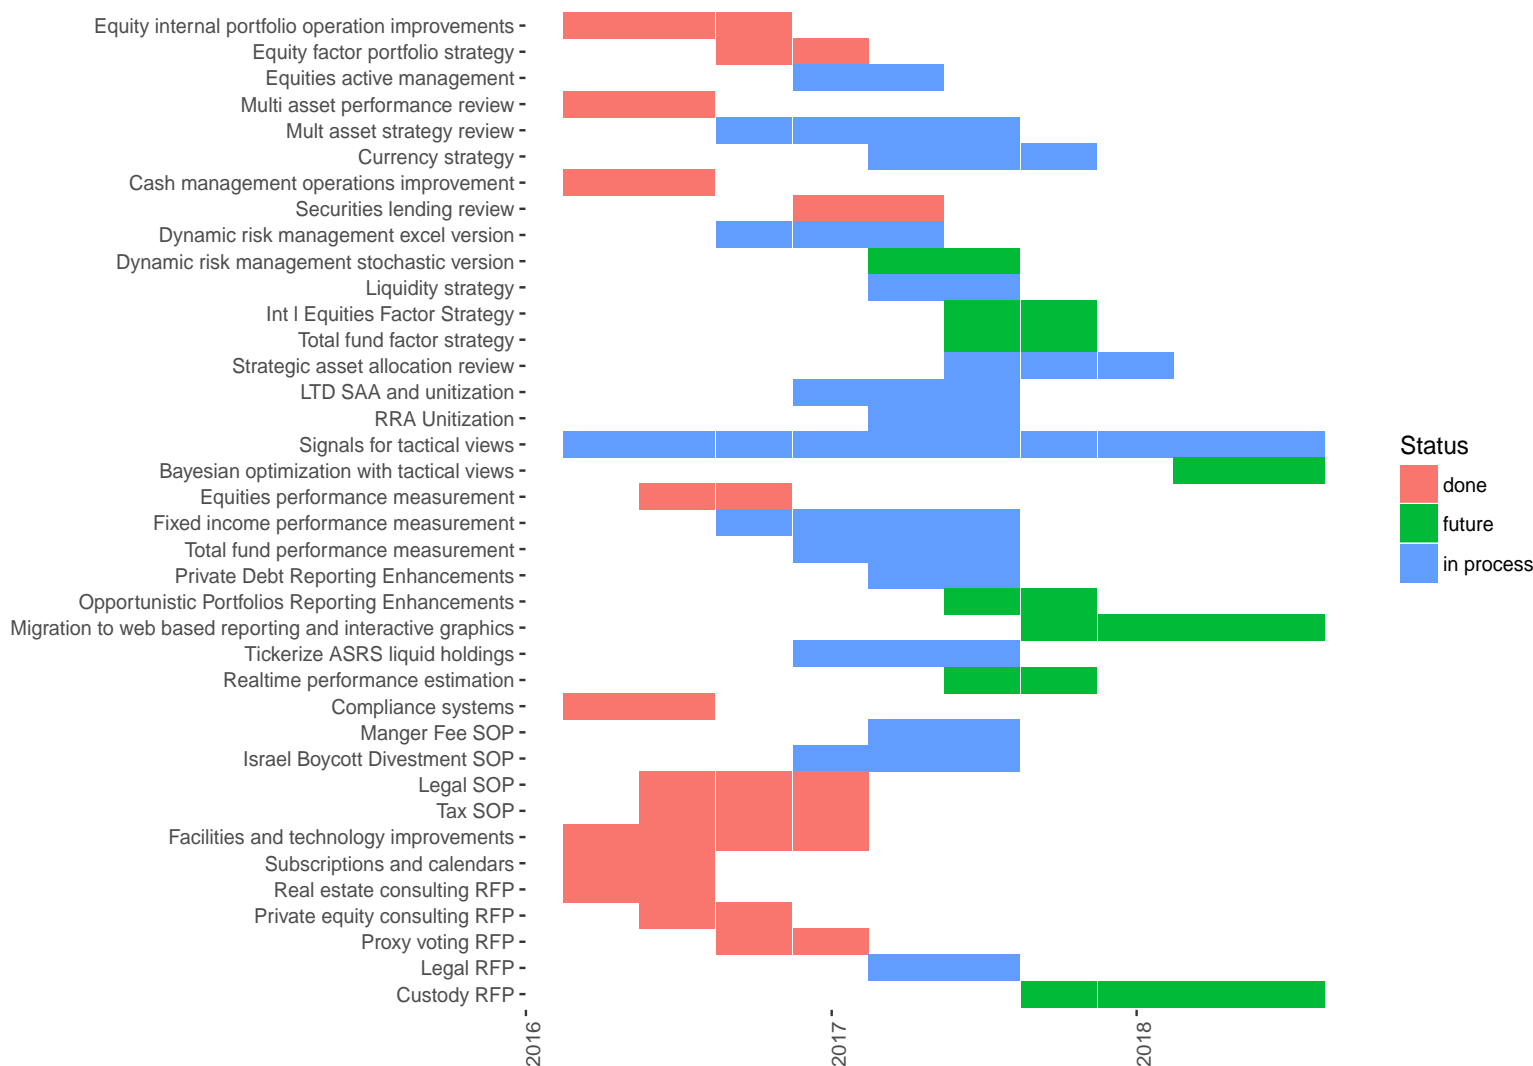 Equity internal portfolio operation improvements
Equity factor portfolio strategy
Equities active management
Multi asset performance review
Mult asset strategy review
Currency strategy
Cash management operations improvement
Securities lending review
Dynamic risk management excel version
Dynamic risk management stochastic version
Liquidity strategy
Int l Equities Factor Strategy
Total fund factor strategy
Strategic asset allocation review
LTD SAA and unitization
RRA Unitization
Signals for tactical views
Bayesian optimization with tactical views
Equities performance measurement
Fixed income performance measurement
Total fund performance measurement
Private Debt Reporting Enhancements
Opportunistic Portfolios Reporting Enhancements
Migration to web based reporting and interactive graphics
Tickerize ASRS liquid holdings
Realtime performance estimation
Compliance systems
Manger Fee SOP
Israel Boycott Divestment SOP
Legal SOP
Tax SOP
Facilities and technology improvements
Subscriptions and calendars
Real estate consulting RFP
Private equity consulting RFP
Proxy voting RFP
Legal RFP
Custody RFP
2016
2017
2018
Status
done
future
in process